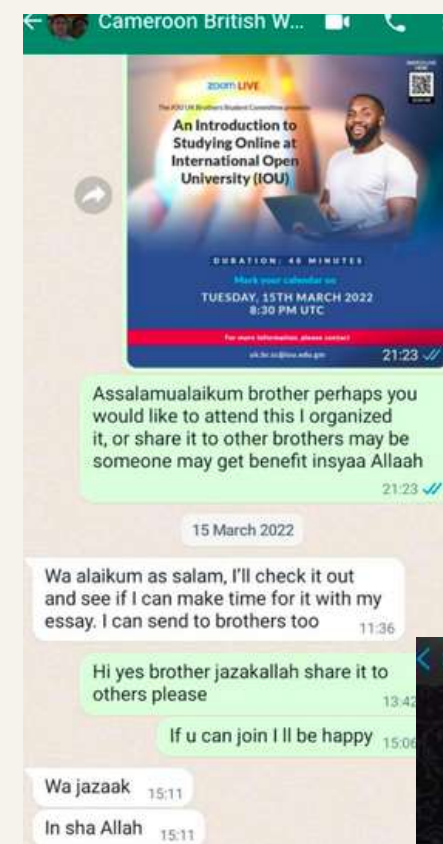 Cameroon British W...
zoom LIVE
An Introduction to
Studying Online at
International Open
University (IOU)
DURATION: 45 MINUTES
Mark your calendar on
TUESDAY, 15TH MARCH 2022
8:30 PM UTC
For more information, please contact
21:23
Assalamualaikum brother perhaps you
would like to attend this I organized
it, or share it to other brothers may be
someone may get benefit insyaa Allaah
21:23
15 March 2022
Wa alaikum as salam, I'll check it out
and see if I can make time for it with my
essay. I can send to brothers too
11:36
Hi yes brother jazakallah share it to
others please
13:42
If u can join I ll be happy
15:06
Wa jazaak
15:11
In sha Allah
15:11